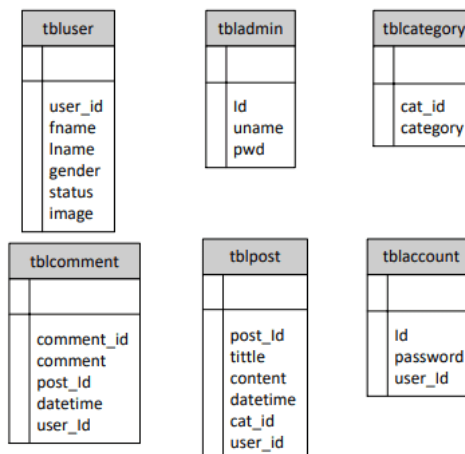 tbluser
user_id
fname
lname
gender
status
image
tbladmin
Id
uname
pwd
tblcategory
cat_id
category
tblcomment
comment_id
comment
post_Id
datetime
user_Id
tblpost
post_Id
tittle
content
datetime
cat_id
user_id
tblaccount
Id
password
user_Id